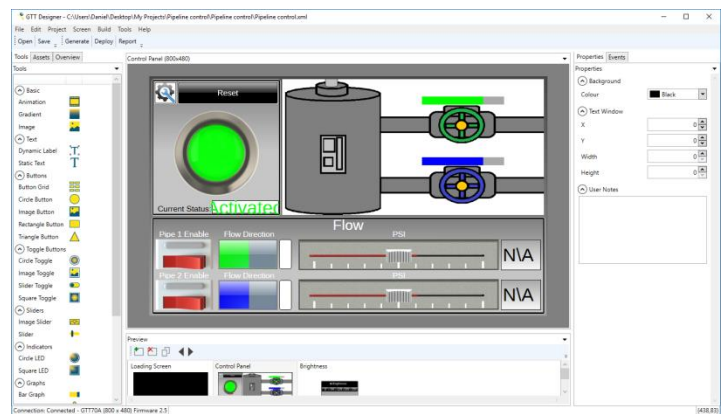 GTT Designer - C:\Users\Daniel\Desktop\My Projects\Pipeline control\Pipeline control\Pipeline control.xml
File Edit Project Screen Build Tools Help
Open Save Generate Deploy Report
Tools Assets Overview
Tools
Basic
Animation
Gradient
Image
Text
Dynamic Label
Static Text
Buttons
Button Grid
Circle Button
Image Button
Rectangle Button
Triangle Button
Toggle Buttons
Circle Toggle
Image Toggle
Slider Toggle
Square Toggle
Sliders
Image Slider
Slider
Indicators
Circle LED
Square LED
Graphs
Bar Graph
Control Panel (800x480)
Reset
Current Status: Activated
Flow
Pipe 1 Enable Flow Direction PSI
N\A
Pipe 2 Enable Flow Direction PSI
N\A
Preview
Loading Screen Control Panel Brightness
Properties Events
Properties
Background
Colour Black
Text Window
X 0
Y 0
Width 0
Height 0
User Notes
Connection: Connected - GTT70A (800 x 480) Firmware 2.5
(438,83)